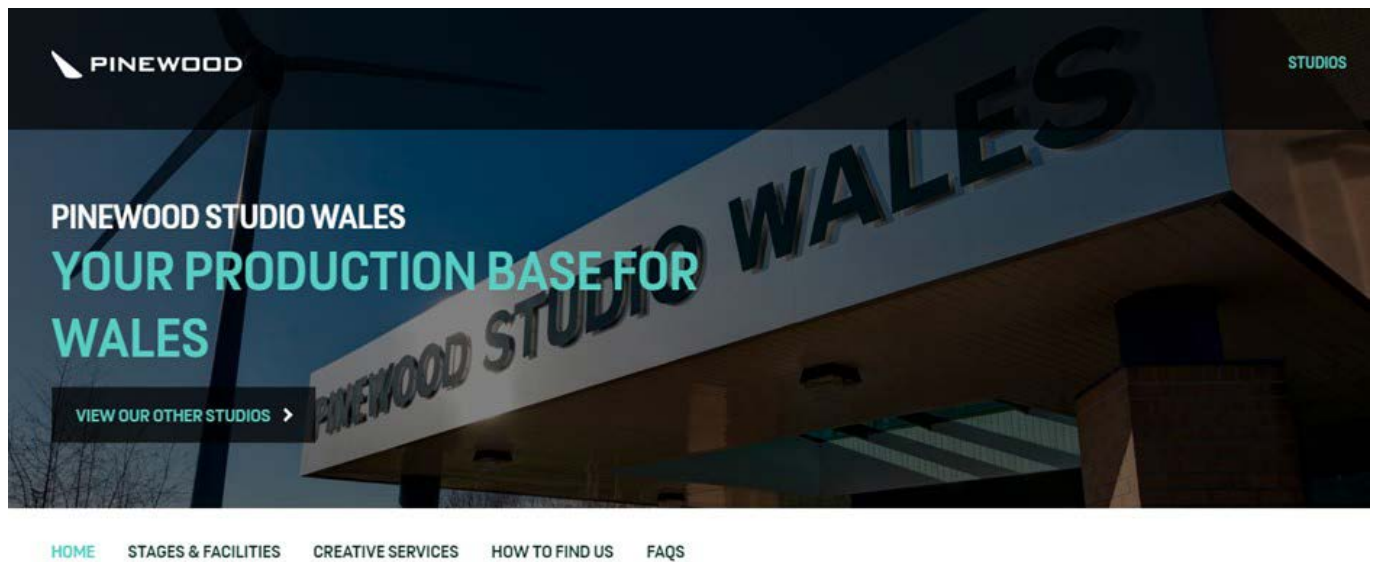 PINEWOOD
STUDIOS
PINEWOOD STUDIO WALES
PINEWOOD STUDIO WALES
YOUR PRODUCTION BASE FOR
WALES
VIEW OUR OTHER STUDIOS
HOME STAGES & FACILITIES CREATIVE SERVICES HOW TO FIND US FAQS